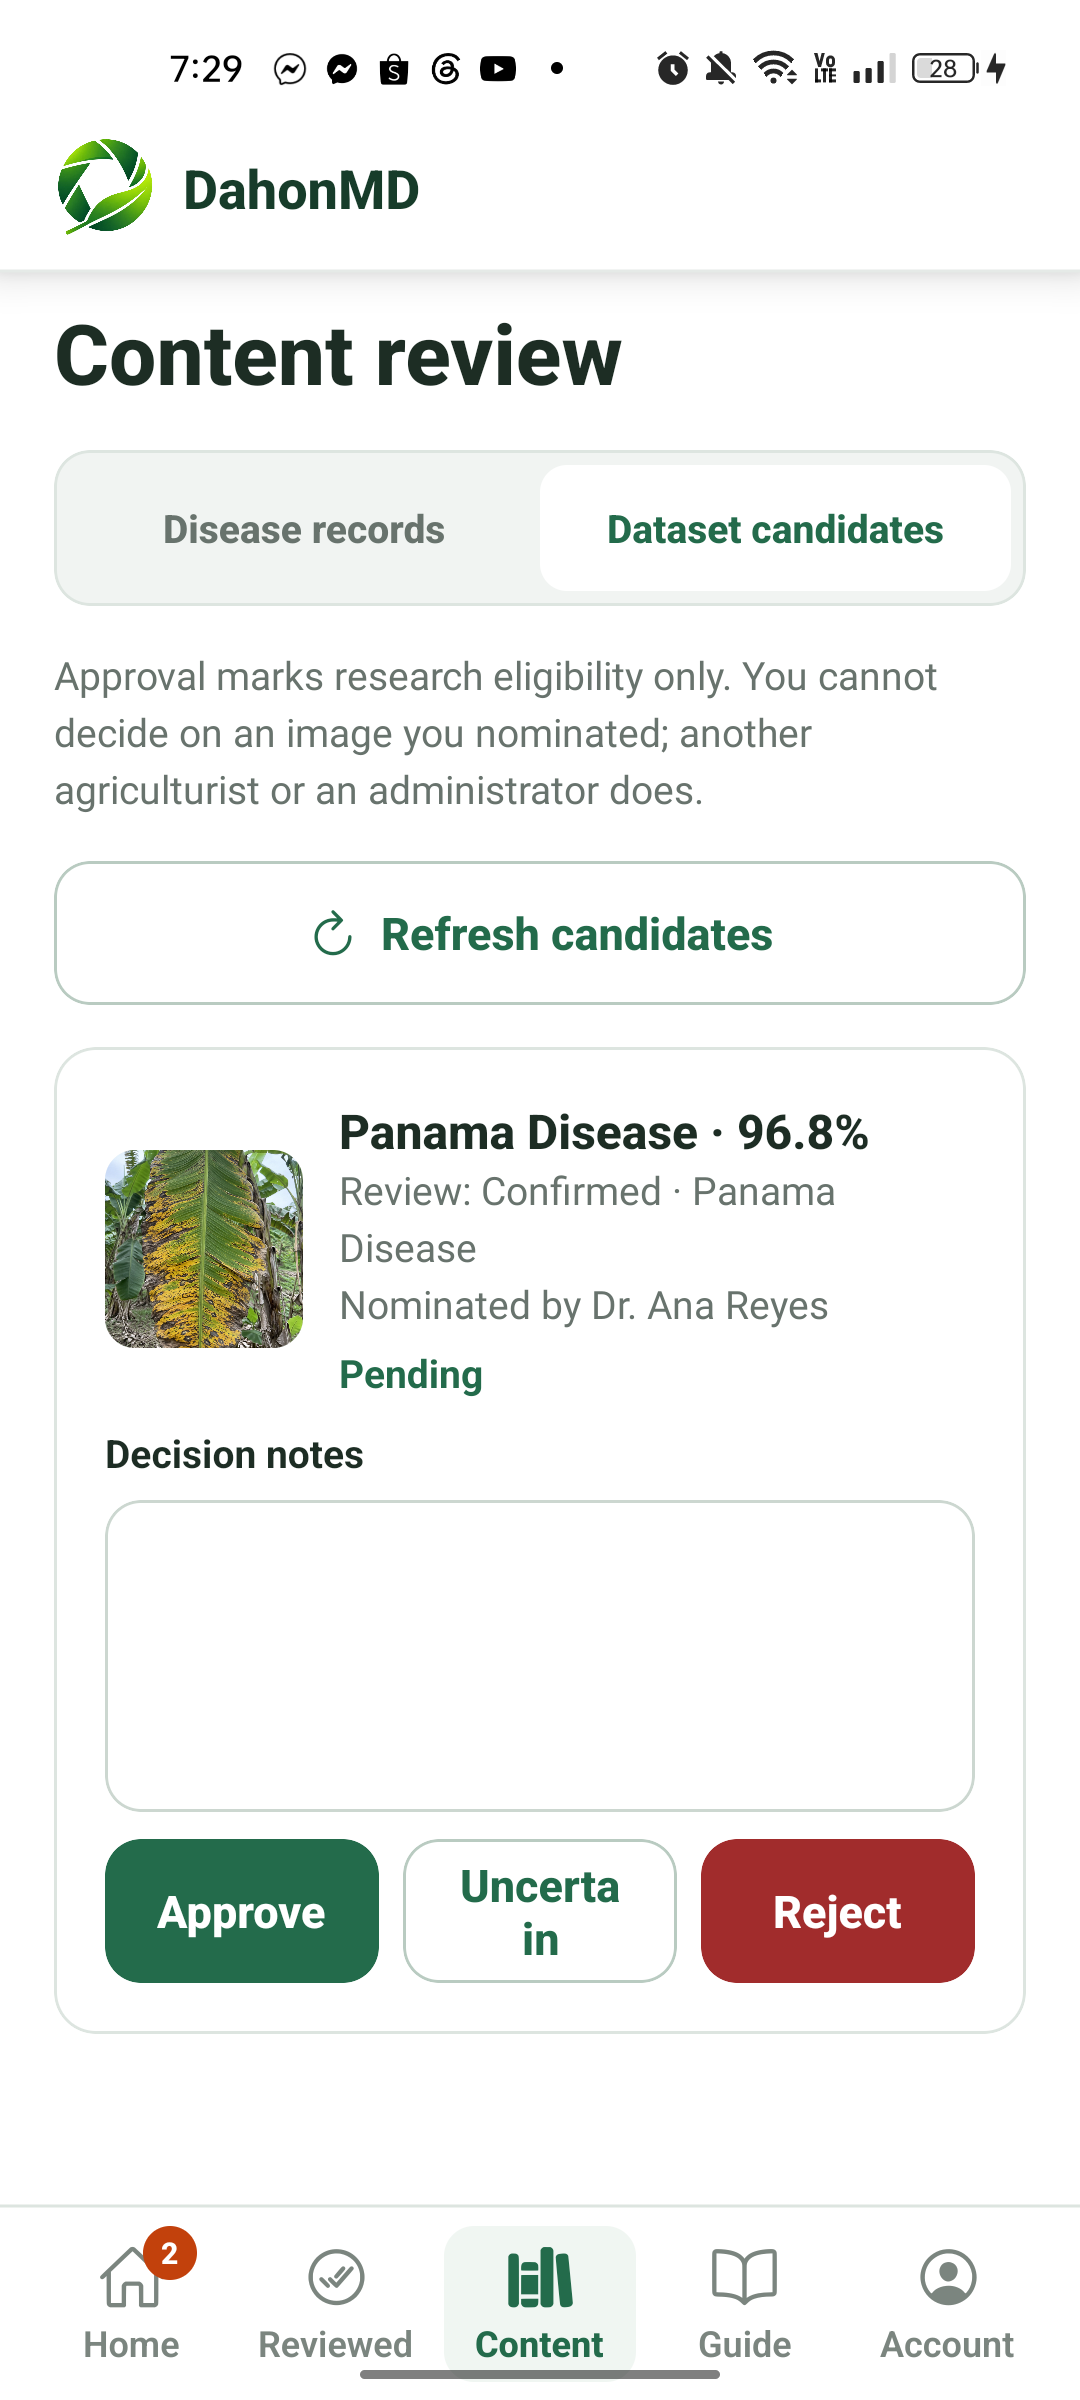 7:29
Vo
LTE
28
DahonMD
Content review
Disease records
Dataset candidates
Approval marks research eligibility only. You cannot
decide on an image you nominated; another
agriculturist or an administrator does.
Refresh candidates
Panama Disease · 96.8%
Review: Confirmed · Panama
Disease
Nominated by Dr. Ana Reyes
Pending
Decision notes
Approve
Uncerta
in
Reject
2
Home
Reviewed
Content
Guide
Account